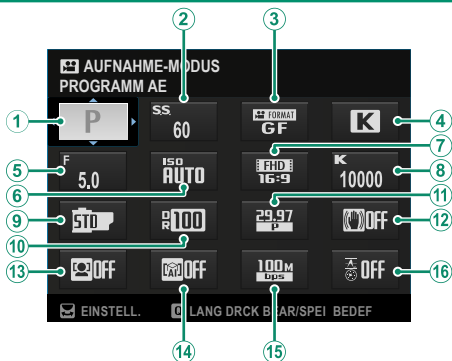 AUFNAHME-MODUS
PROGRAMM AE
1 2 3 4
P S.S. 60 FORMAT GF K
5 6 7 8
F 5.0 ISO AUTO FHD 16:9 K 10000
9 10 11 12
STD DR100 29.97 P OFF
13 14 15 16
OFF AF OFF 100M bps OFF
EINSTELL. Q LANG DRCK BEAR/SPEI BEDEF